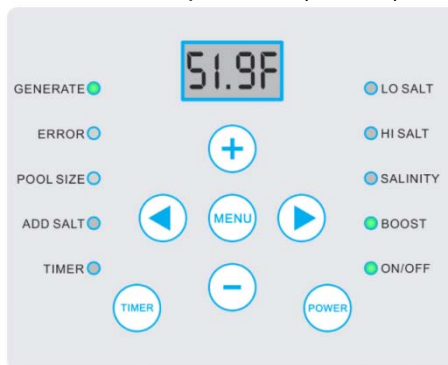 51.9F
GENERATE
ERROR
POOL SIZE
ADD SALT
TIMER
LO SALT
HI SALT
SALINITY
BOOST
ON/OFF
+
MENU
−
TIMER
POWER